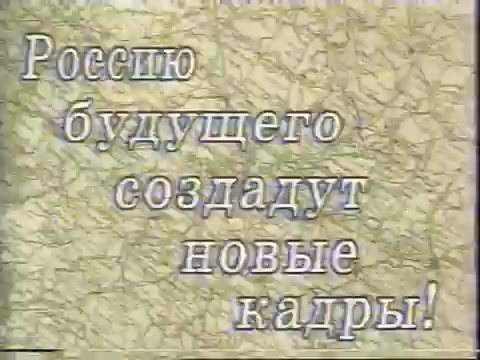 Россию
будущего
создадут
новые
кадры!